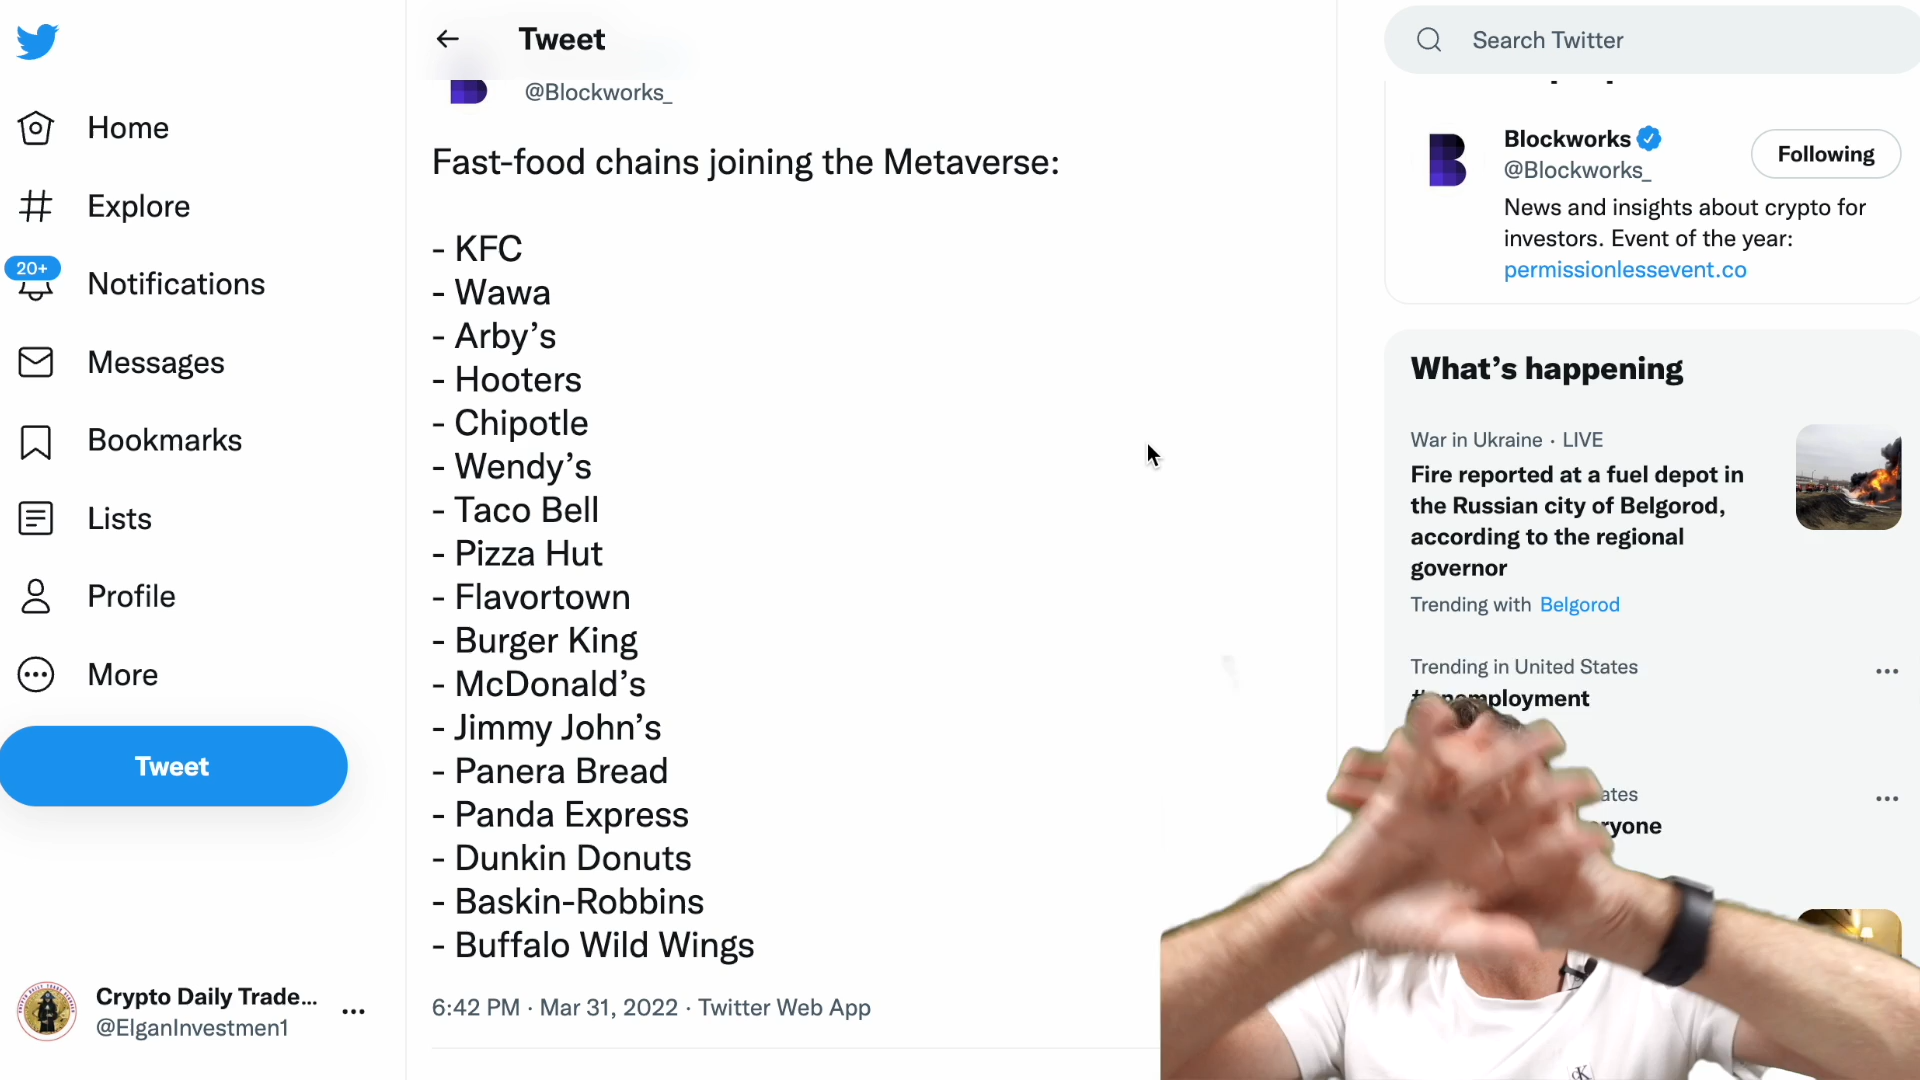 Home
Explore
20+
Notifications
Messages
Bookmarks
Lists
Profile
More
Tweet
Crypto Daily Trade...
@ElganInvestmen1
Tweet
@Blockworks_
Fast-food chains joining the Metaverse:
- KFC
- Wawa
- Arby’s
- Hooters
- Chipotle
- Wendy’s
- Taco Bell
- Pizza Hut
- Flavortown
- Burger King
- McDonald’s
- Jimmy John’s
- Panera Bread
- Panda Express
- Dunkin Donuts
- Baskin-Robbins
- Buffalo Wild Wings
6:42 PM · Mar 31, 2022 · Twitter Web App
Search Twitter
Blockworks
@Blockworks_
Following
News and insights about crypto for
investors. Event of the year:
permissionlessevent.co
What’s happening
War in Ukraine · LIVE
Fire reported at a fuel depot in
the Russian city of Belgorod,
according to the regional
governor
Trending with Belgorod
Trending in United States